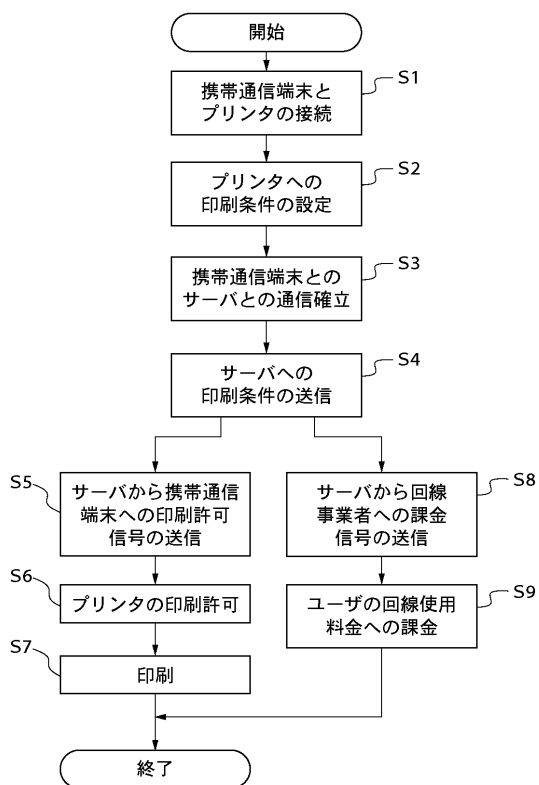 開始
携帯通信端末と
プリンタの接続
S1
プリンタへの
印刷条件の設定
S2
携帯通信端末との
サーバとの通信確立
S3
サーバへの
印刷条件の送信
S4
S5
サーバから携帯通信
端末への印刷許可
信号の送信
S6
プリンタの印刷許可
S7
印刷
サーバから回線
事業者への課金
信号の送信
S8
ユーザの回線使用
料金への課金
S9
終了